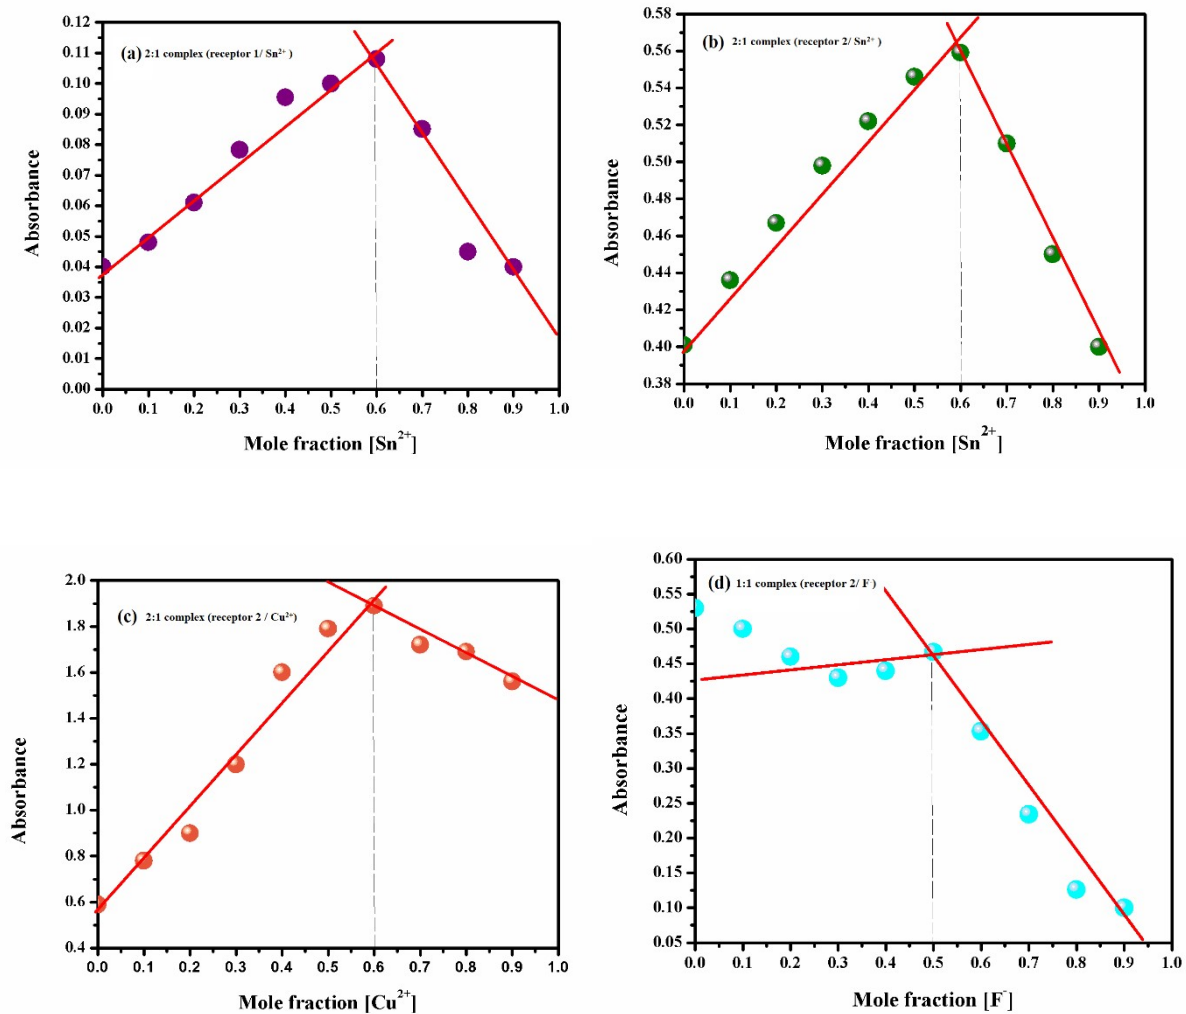 (a) 2:1 complex (receptor 1/ Sn²⁺ )
Absorbance
0.12
0.11
0.10
0.09
0.08
0.07
0.06
0.05
0.04
0.03
0.02
0.01
0.00
0.0 0.1 0.2 0.3 0.4 0.5 0.6 0.7 0.8 0.9 1.0
Mole fraction [Sn²⁺]
(b) 2:1 complex (receptor 2/ Sn²⁺)
Absorbance
0.58
0.56
0.54
0.52
0.50
0.48
0.46
0.44
0.42
0.40
0.38
0.0 0.1 0.2 0.3 0.4 0.5 0.6 0.7 0.8 0.9 1.0
Mole fraction [Sn²⁺]
(c) 2:1 complex (receptor 2 / Cu²⁺)
Absorbance
2.0
1.8
1.6
1.4
1.2
1.0
0.8
0.6
0.4
0.0 0.1 0.2 0.3 0.4 0.5 0.6 0.7 0.8 0.9 1.0
Mole fraction [Cu²⁺]
(d) 1:1 complex (receptor 2/ F⁻)
Absorbance
0.60
0.55
0.50
0.45
0.40
0.35
0.30
0.25
0.20
0.15
0.10
0.05
0.0 0.1 0.2 0.3 0.4 0.5 0.6 0.7 0.8 0.9 1.0
Mole fraction [F⁻]